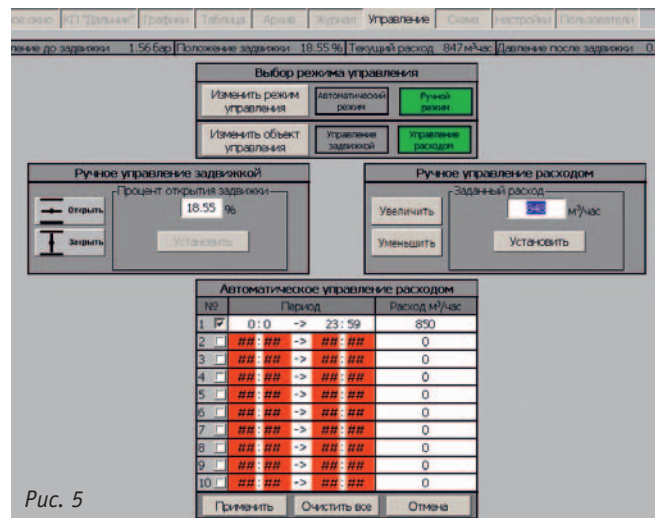 ое окно КП "Дальник" Графики Таблица Архив Журнал Управление Схема Настройки Пользователи
ление до задвижки 1.56 бар Положение задвижки 18.55 % Текущий расход 847 м³/час Давление после задвижки 0.
Выбор режима управления
Изменить режим управления Автоматический режим Ручной режим
Изменить объект управления Управление задвижкой Управление расходом
Ручное управление задвижкой Ручное управление расходом
Процент открытия задвижки Заданный расход
Открыть 18.55 % Увеличить м³/час
Закрыть Установить Уменьшить Установить
Автоматическое управление расходом
№ Период Расход м³/час
1 0:0 -> 23:59 850
2 ##:## -> ##:## 0
3 ##:## -> ##:## 0
4 ##:## -> ##:## 0
5 ##:## -> ##:## 0
6 ##:## -> ##:## 0
7 ##:## -> ##:## 0
8 ##:## -> ##:## 0
9 ##:## -> ##:## 0
10 ##:## -> ##:## 0
Применить Очистить все Отмена
Рис. 5